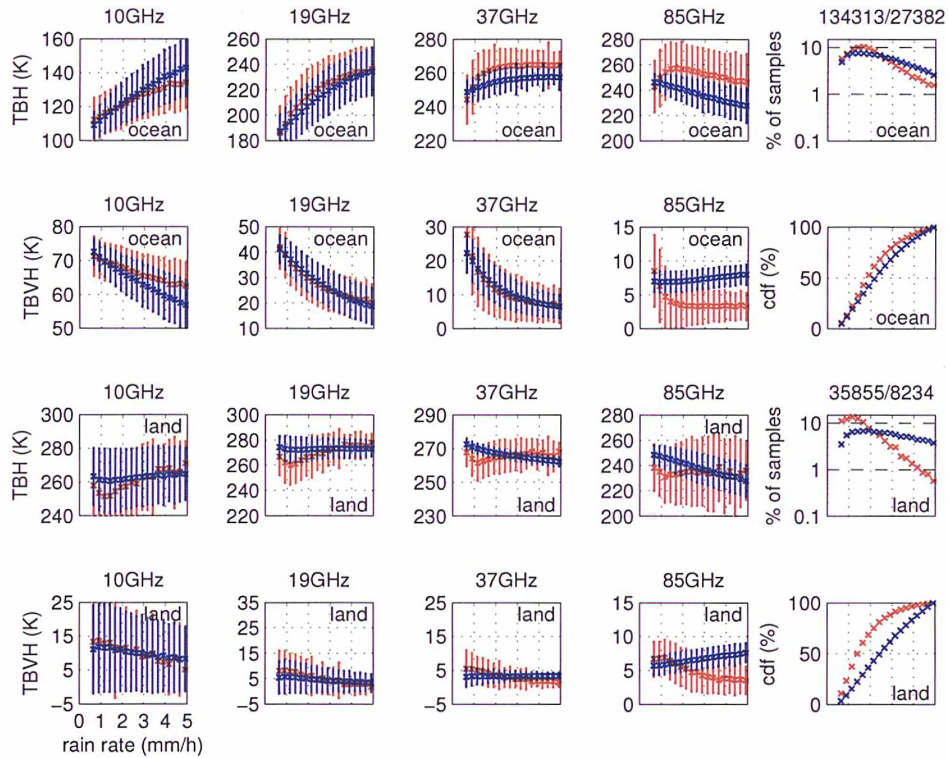 10GHz 19GHz 37GHz 85GHz 134313/27382
TBH (K) 160 140 120 100 ocean
260 240 220 200 180 ocean
280 260 240 220 ocean
300 280 260 240 220 200 ocean
% of samples 10 1 0.1 ocean
10GHz 19GHz 37GHz 85GHz
TBVH (K) 80 70 60 50 ocean
50 40 30 20 10 ocean
30 20 10 0 ocean
15 10 5 0 ocean
cdf (%) 100 50 0 ocean
10GHz 19GHz 37GHz 85GHz 35855/8234
TBH (K) 300 280 260 240 land
300 280 260 240 220 land
290 270 250 230 land
280 260 240 220 200 land
% of samples 10 1 0.1 land
10GHz 19GHz 37GHz 85GHz
TBVH (K) 25 15 5 −5 land
35 25 15 5 −5 land
25 15 5 −5 land
15 10 5 0 land
cdf (%) 100 50 0 land
0 1 2 3 4 5
rain rate (mm/h)